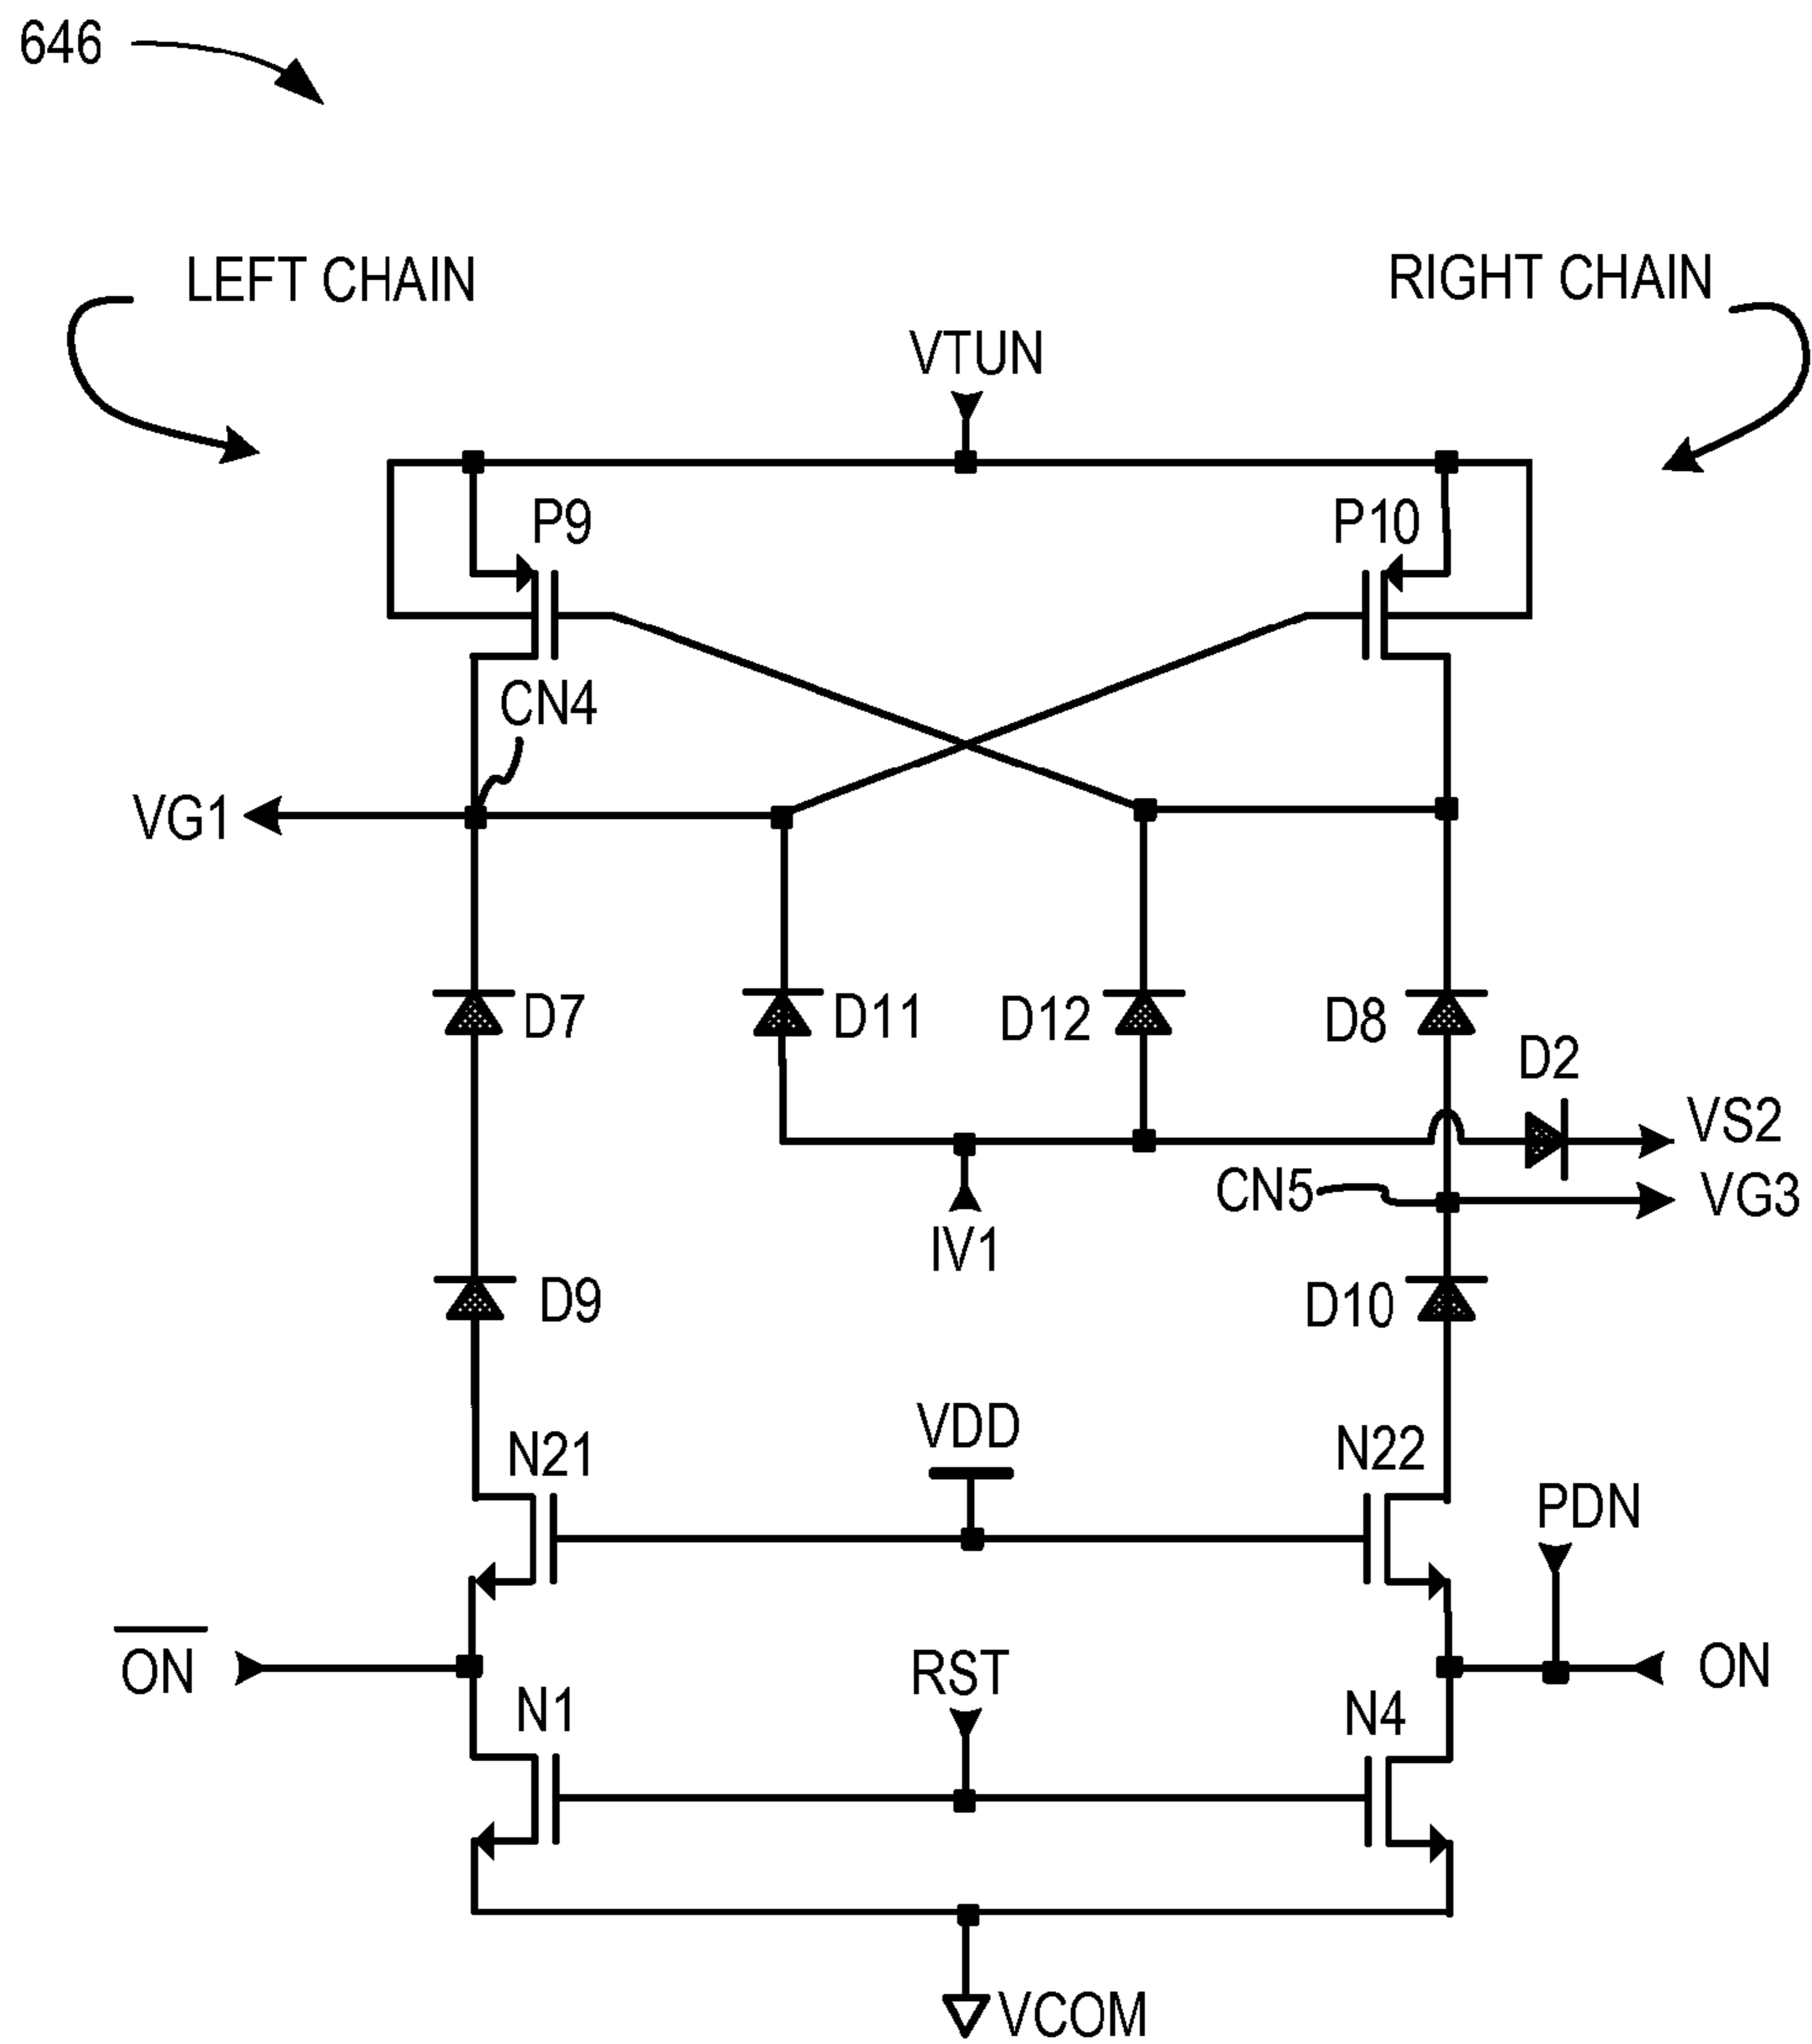 646
LEFT CHAIN
RIGHT CHAIN
VTUN
P9
P10
CN4
VG1
D7
D11
D12
D8
D2
VS2
CN5
VG3
IV1
D9
D10
VDD
N21
N22
PDN
ON
RST
ON
N1
N4
VCOM